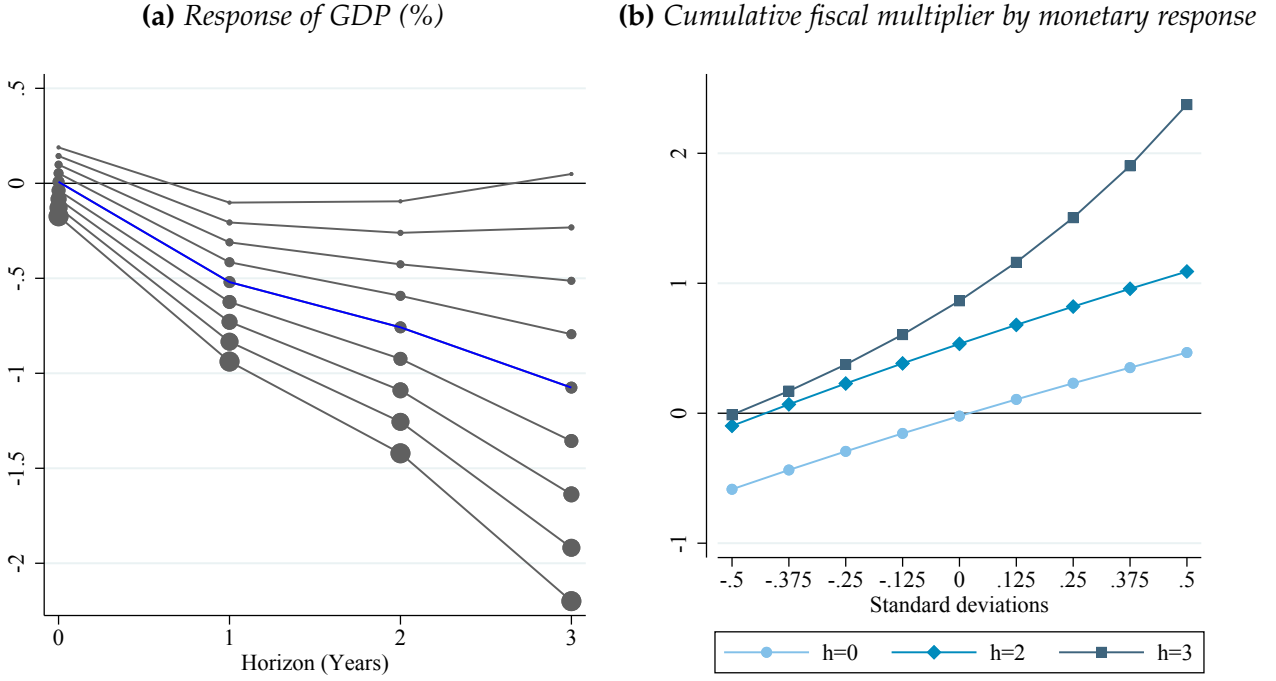 (a) Response of GDP (%)
.5
0
-.5
-1
-1.5
-2
0 1 2 3
Horizon (Years)
(b) Cumulative fiscal multiplier by monetary response
2
1
0
-1
-.5 -.375 -.25 -.125 0 .125 .25 .375 .5
Standard deviations
h=0 h=2 h=3